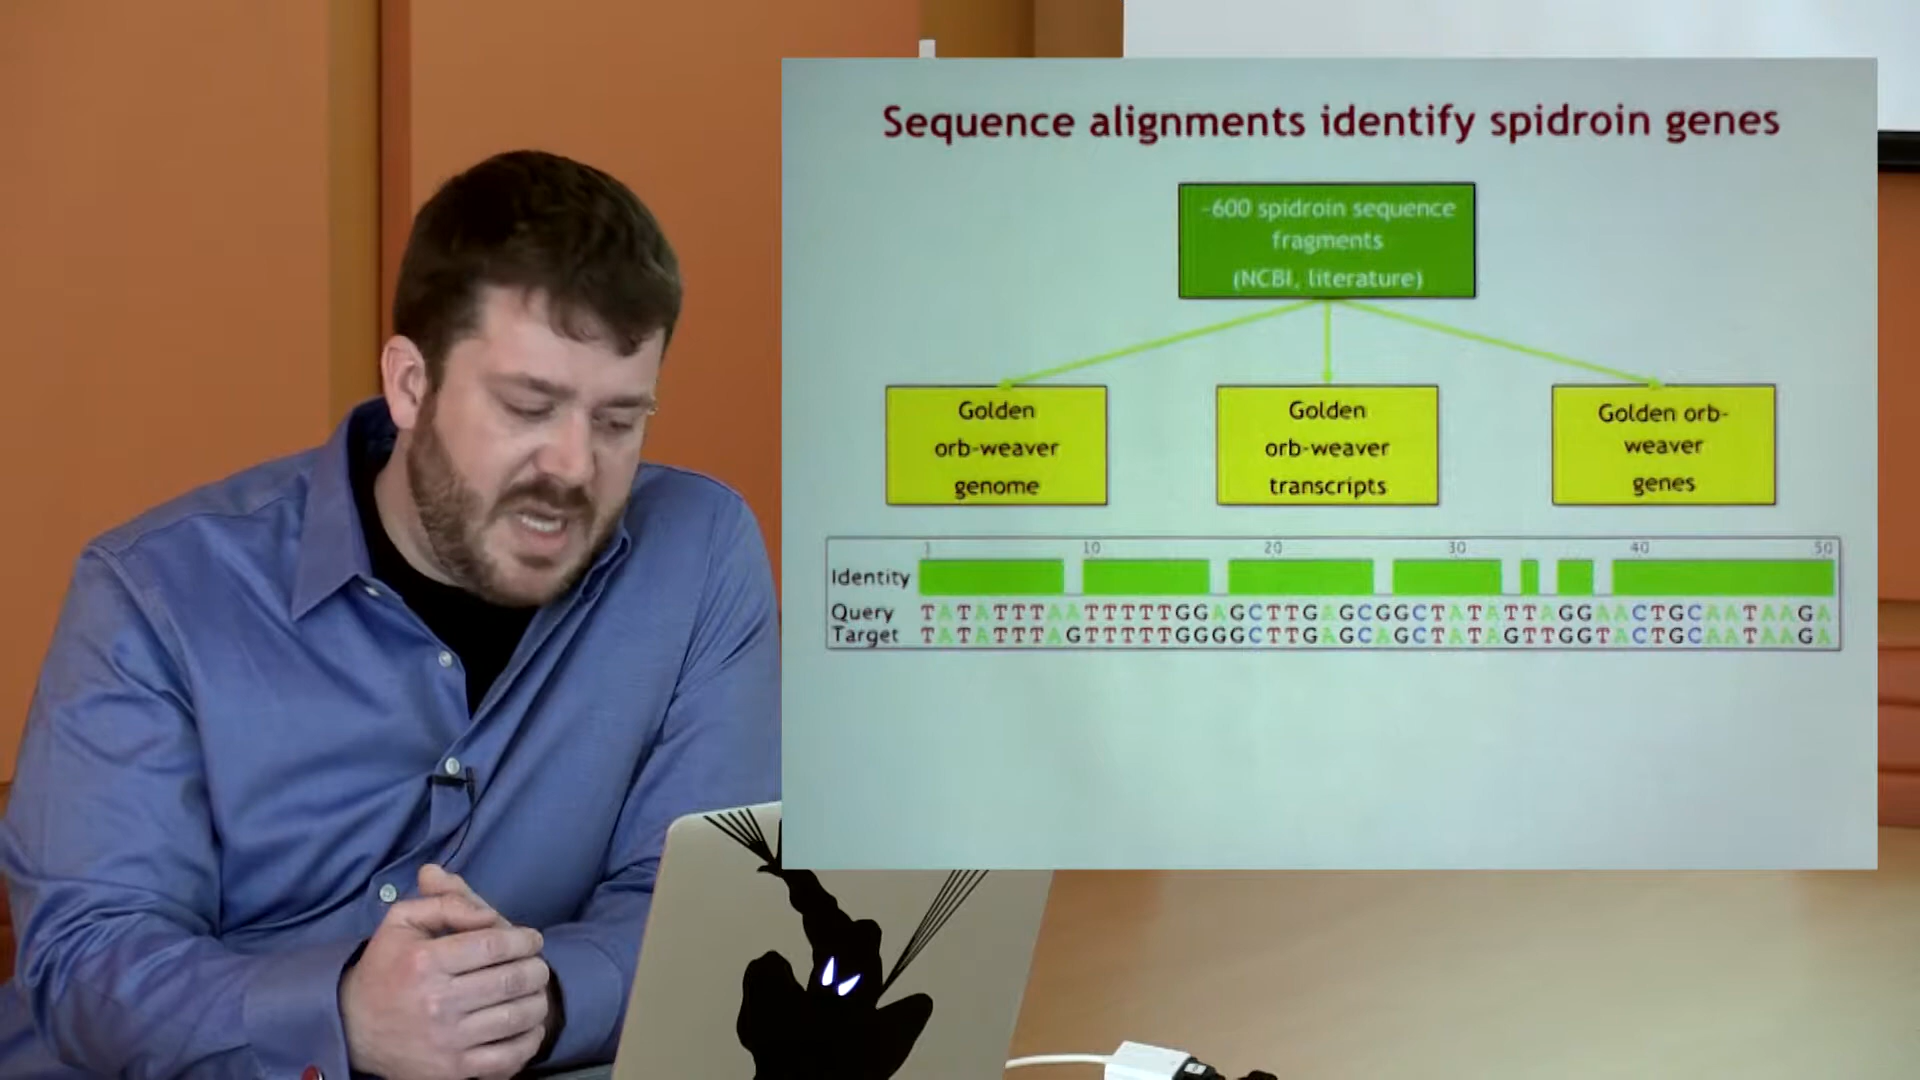 Sequence alignments identify spidroin genes
~600 spidroin sequence
fragments
(NCBI, literature)
Golden
orb-weaver
genome
Golden
orb-weaver
transcripts
Golden orb-
weaver
genes
1 10 20 30 40 50
Identity
Query TATATTTAATTTTTGGAGCTTGAGCGGCTATATTAGGAACTGCAATAAGA
Target TATATTTAGTTTTTGGGGCTTGAGCAGCTATAGTTGGTACTGCAATAAGA